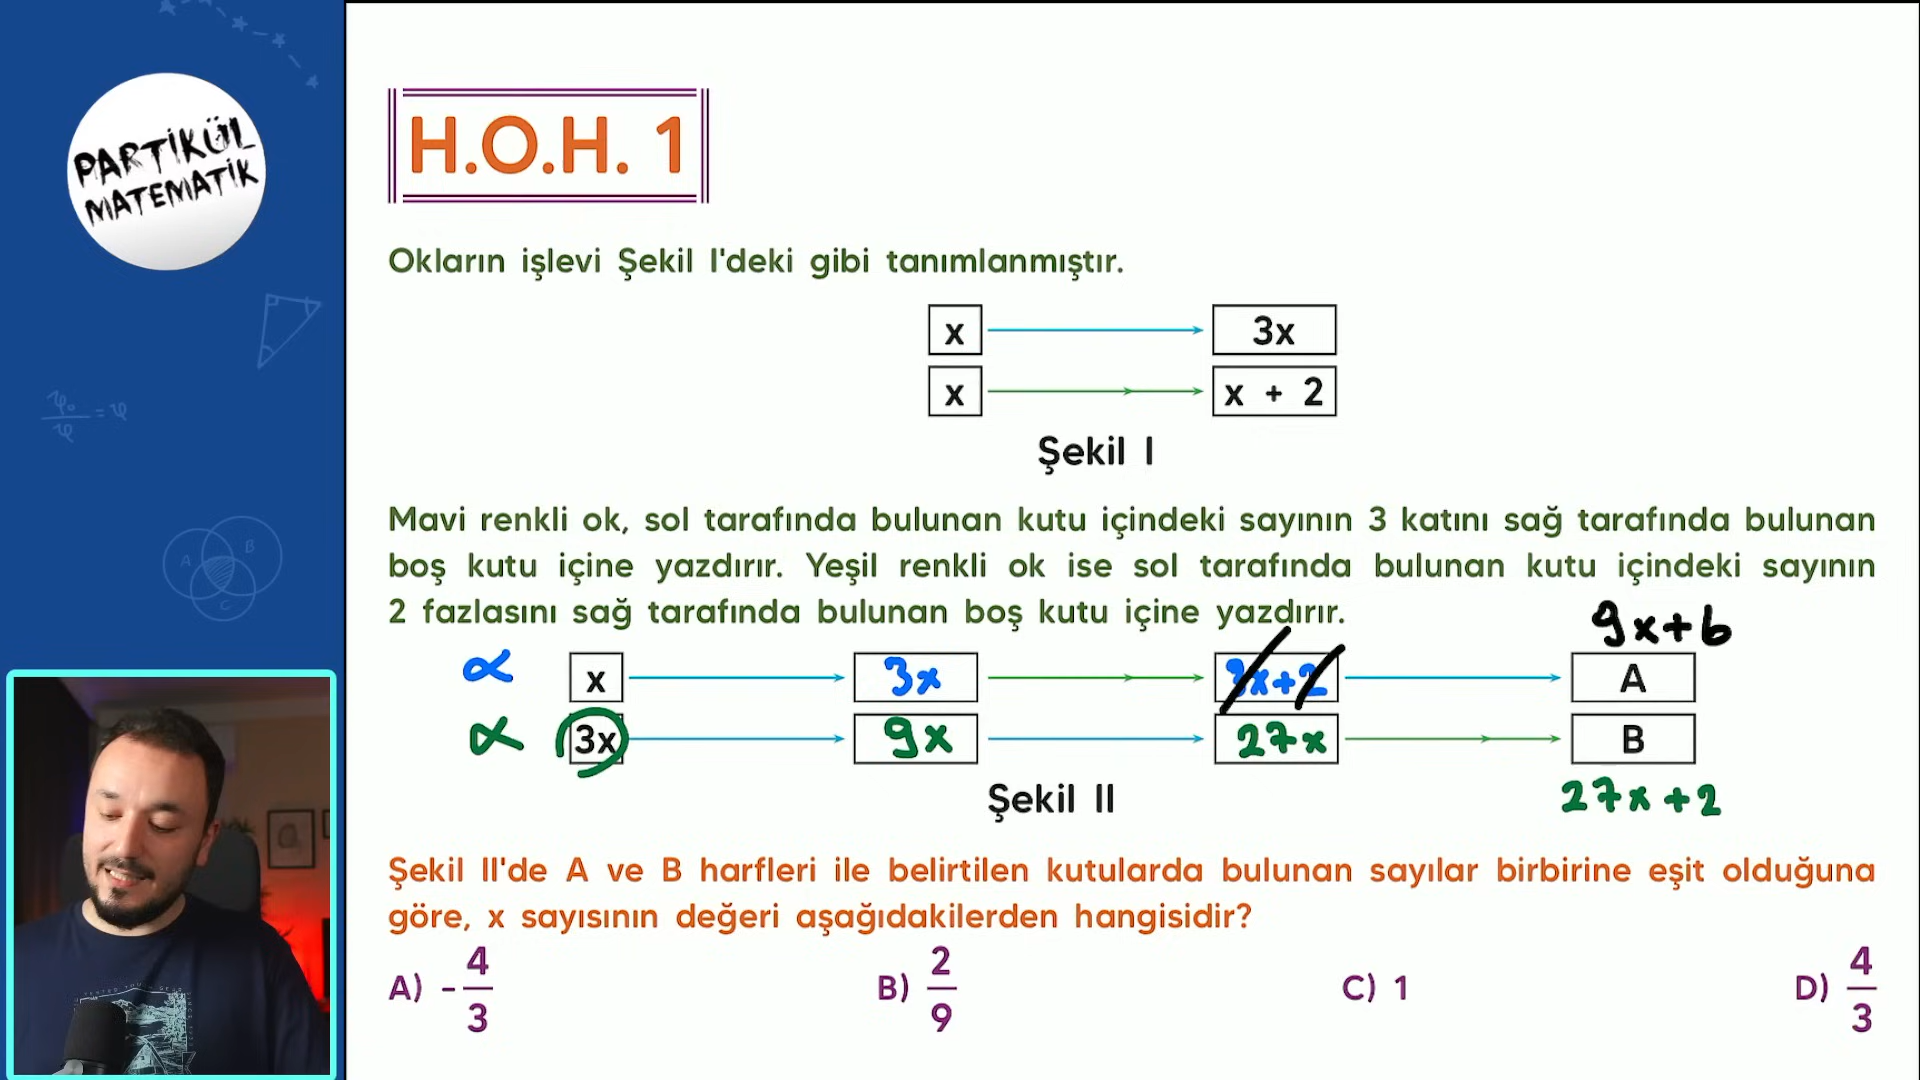 PARTİKÜL
MATEMATİK
H.O.H. 1
Okların işlevi Şekil I'deki gibi tanımlanmıştır.
x 3x
x x + 2
Şekil I
Mavi renkli ok, sol tarafında bulunan kutu içindeki sayının 3 katını sağ tarafında bulunan
boş kutu içine yazdırır. Yeşil renkli ok ise sol tarafında bulunan kutu içindeki sayının
2 fazlasını sağ tarafında bulunan boş kutu içine yazdırır.
9x+6
α x 3x 3x+2 A
α 3x 9x 27x B
Şekil II
27x+2
Şekil II'de A ve B harfleri ile belirtilen kutularda bulunan sayılar birbirine eşit olduğuna
göre, x sayısının değeri aşağıdakilerden hangisidir?
A) -4/3 B) 2/9 C) 1 D) 4/3
A B
C